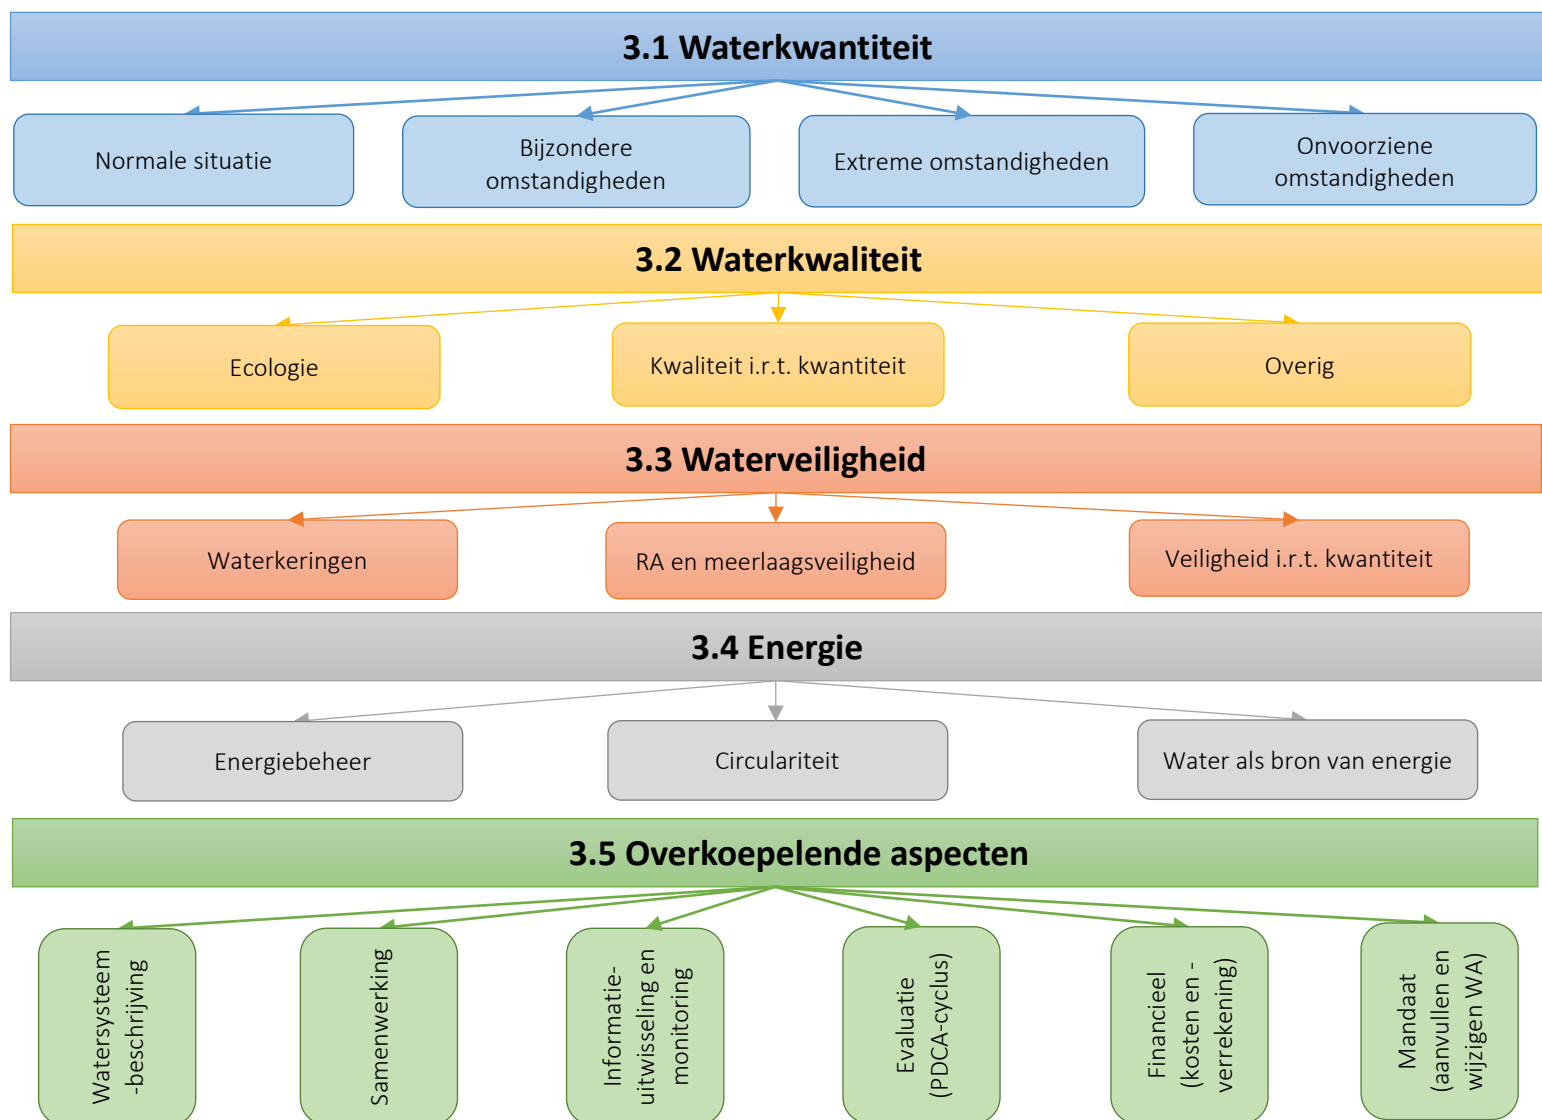 3.1 Waterkwantiteit
Normale situatie
Bijzondere
omstandigheden
Extreme omstandigheden
Onvoorziene
omstandigheden
3.2 Waterkwaliteit
Ecologie
Kwaliteit i.r.t. kwantiteit
Overig
3.3 Waterveiligheid
Waterkeringen
RA en meerlaagsveiligheid
Veiligheid i.r.t. kwantiteit
3.4 Energie
Energiebeheer
Circulariteit
Water als bron van energie
3.5 Overkoepelende aspecten
Watersysteem
-beschrijving
Samenwerking
Informatie-
uitwisseling en
monitoring
Evaluatie
(PDCA-cyclus)
Financieel
(kosten en -
verrekening)
Mandaat
(aanvullen en
wijzigen WA)